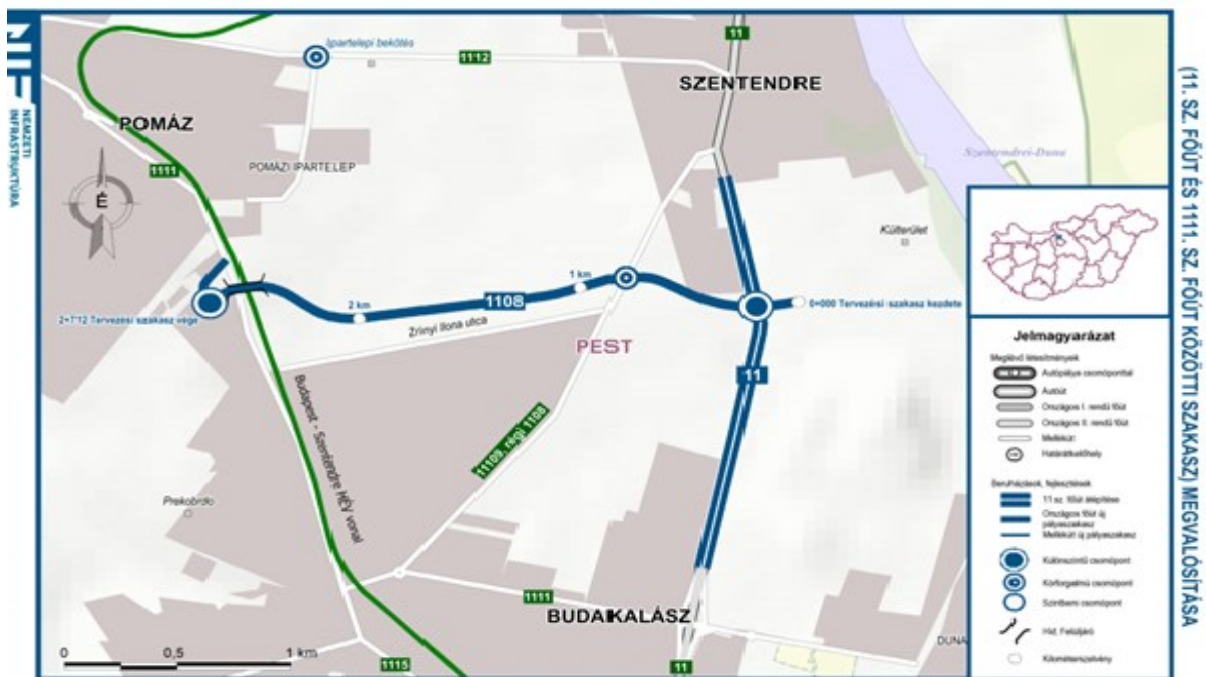 NIF
NEMZETI
INFRASTRUKTÚRA
(11. SZ. FŐÚT ÉS 1111. SZ. FŐÚT KÖZÖTTI SZAKASZ) MEGVALÓSÍTÁSA
11
Ipartelepi bekötés
1112
SZENTENDRE
POMÁZ
1111
POMÁZI IPARTELEP
Szentendrei-Duna
É
Külterület
1 km
2 km
1108
0+000 Tervezési szakasz kezdete
2+712 Tervezési szakasz vége
Zrínyi Ilona utca
PEST
11
Budapest - Szentendre HÉV vonal
11109, régi 1108
Prekobrdo
1111
BUDAKALÁSZ
DUNA
1115
11
0 0,5 1 km
Jelmagyarázat
Meglévő létesítmények
Autópálya csomóponttal
Autóút
Országos I. rendű főút
Országos II. rendű főút
Mellékút
Határátkelőhely
Beruházások, fejlesztések
11 sz. főút átépítése
Országos főút új
pályaszakasz
Mellékút új pályaszakasz
Különszintű csomópont
Körforgalmú csomópont
Szintbeni csomópont
Híd, Felüljáró
Kilométerszelvény